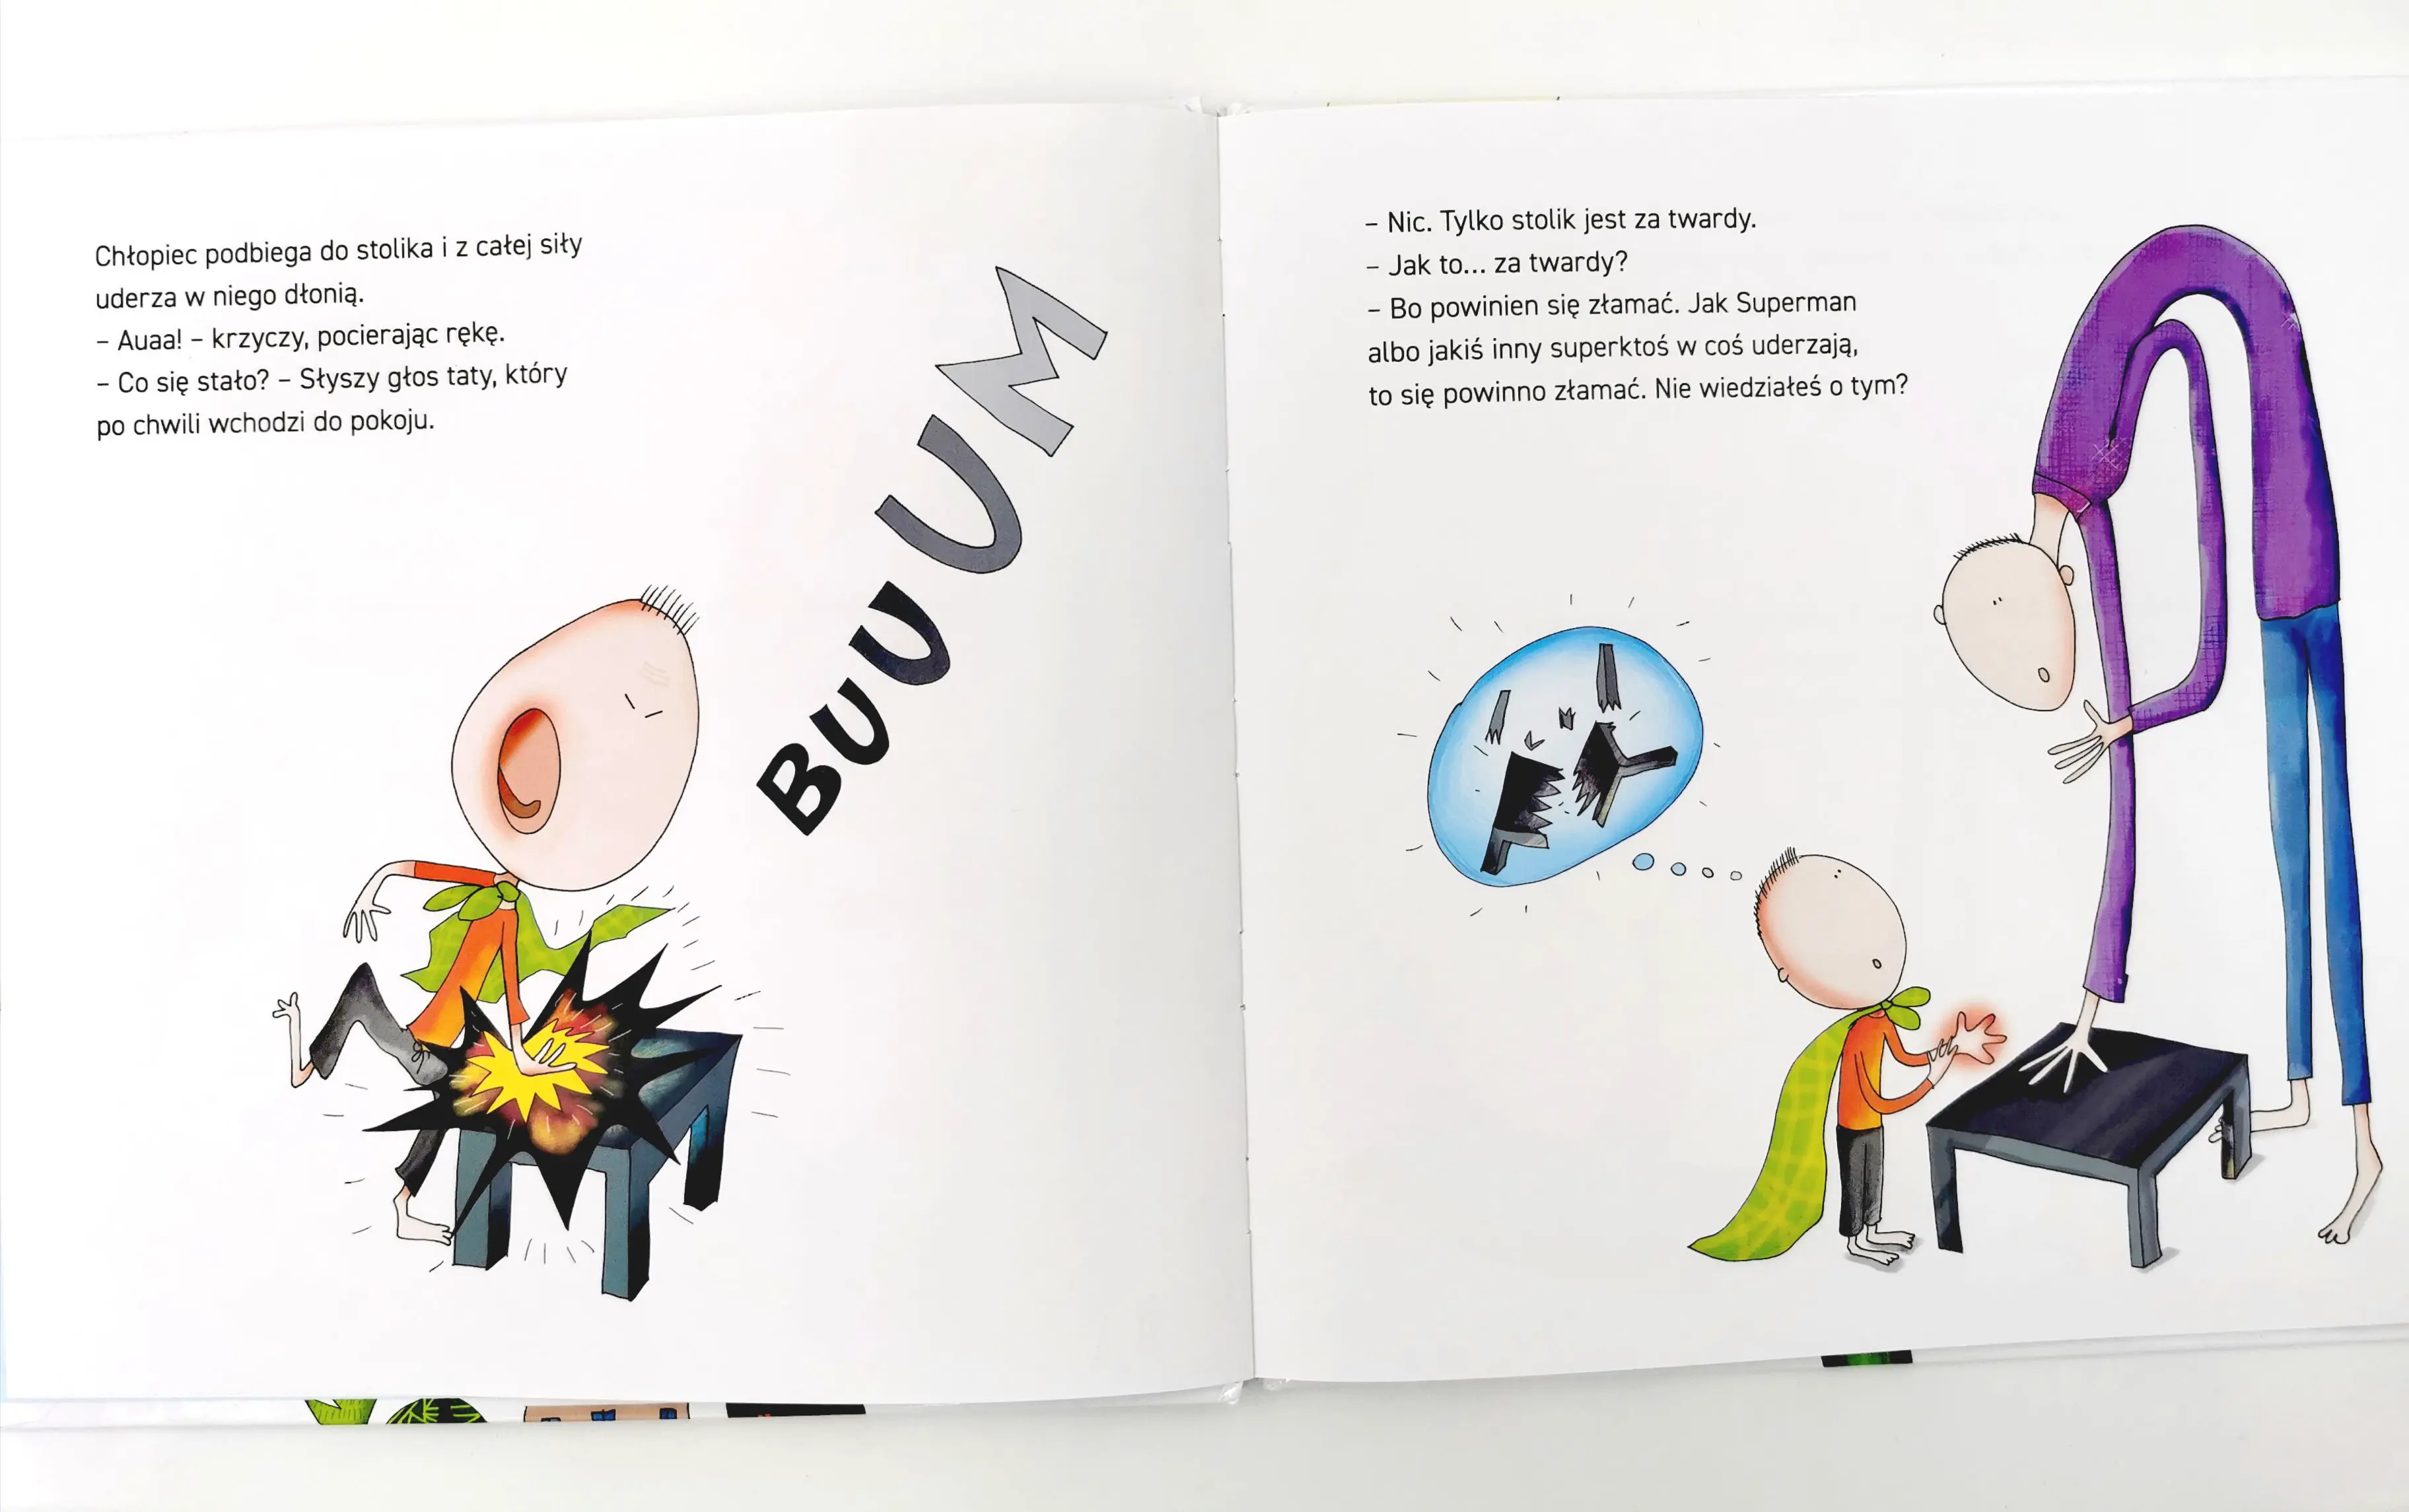 Chłopiec podbiega do stolika i z całej siły
uderza w niego dłonią.
– Auaa! – krzyczy, pocierając rękę.
– Co się stało? – Słyszy głos taty, który
po chwili wchodzi do pokoju.
BUUUM
– Nic. Tylko stolik jest za twardy.
– Jak to... za twardy?
– Bo powinien się złamać. Jak Superman
albo jakiś inny superktoś w coś uderzają,
to się powinno złamać. Nie wiedziałeś o tym?